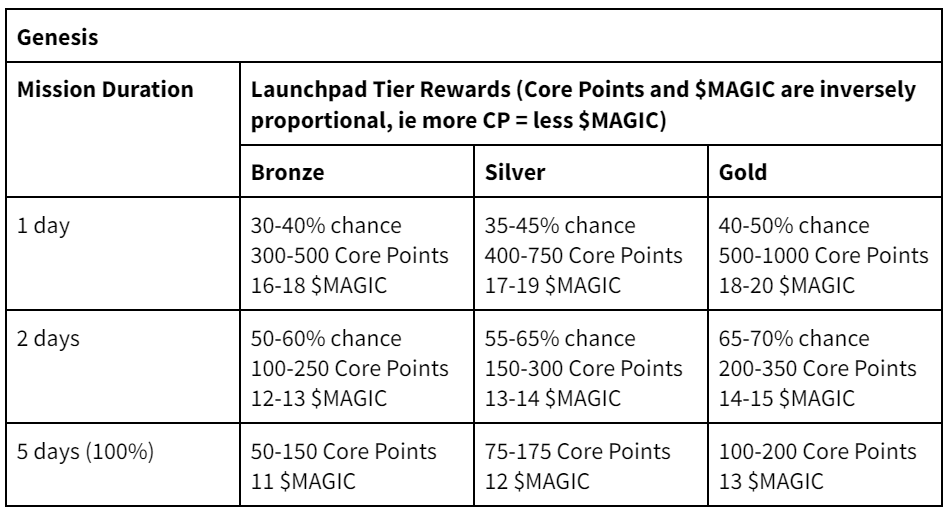 Genesis
Mission Duration
Launchpad Tier Rewards (Core Points and $MAGIC are inversely
proportional, ie more CP = less $MAGIC)
Bronze
Silver
Gold
1 day
30-40% chance
300-500 Core Points
16-18 $MAGIC
35-45% chance
400-750 Core Points
17-19 $MAGIC
40-50% chance
500-1000 Core Points
18-20 $MAGIC
2 days
50-60% chance
100-250 Core Points
12-13 $MAGIC
55-65% chance
150-300 Core Points
13-14 $MAGIC
65-70% chance
200-350 Core Points
14-15 $MAGIC
5 days (100%)
50-150 Core Points
11 $MAGIC
75-175 Core Points
12 $MAGIC
100-200 Core Points
13 $MAGIC